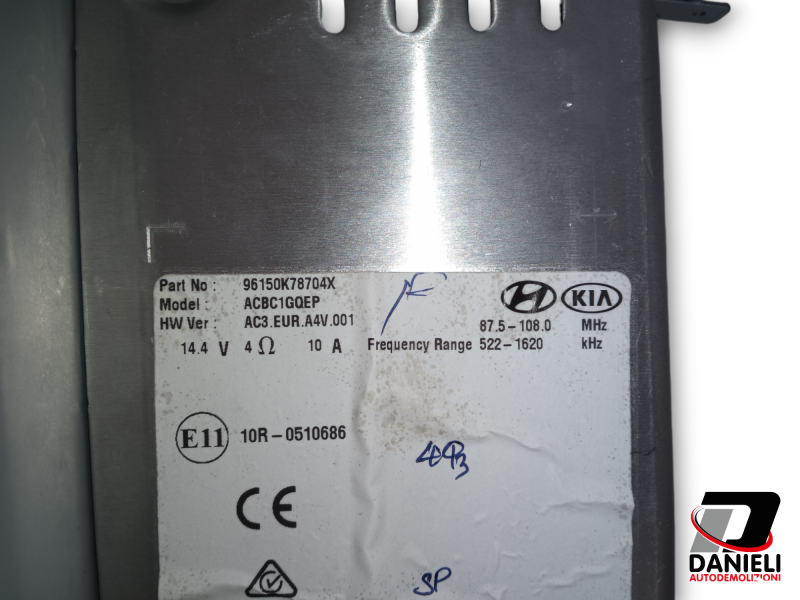 Part No : 96150K78704X
Model : ACBC1GQEP
HW Ver : AC3.EUR.A4V.001
KIA
87.5-108.0 MHz
14.4 V 4 Ω 10 A Frequency Range 522-1620 kHz
E11 10R-0510686
CE
SP
DANIELI
AUTODEMOLIZIONI